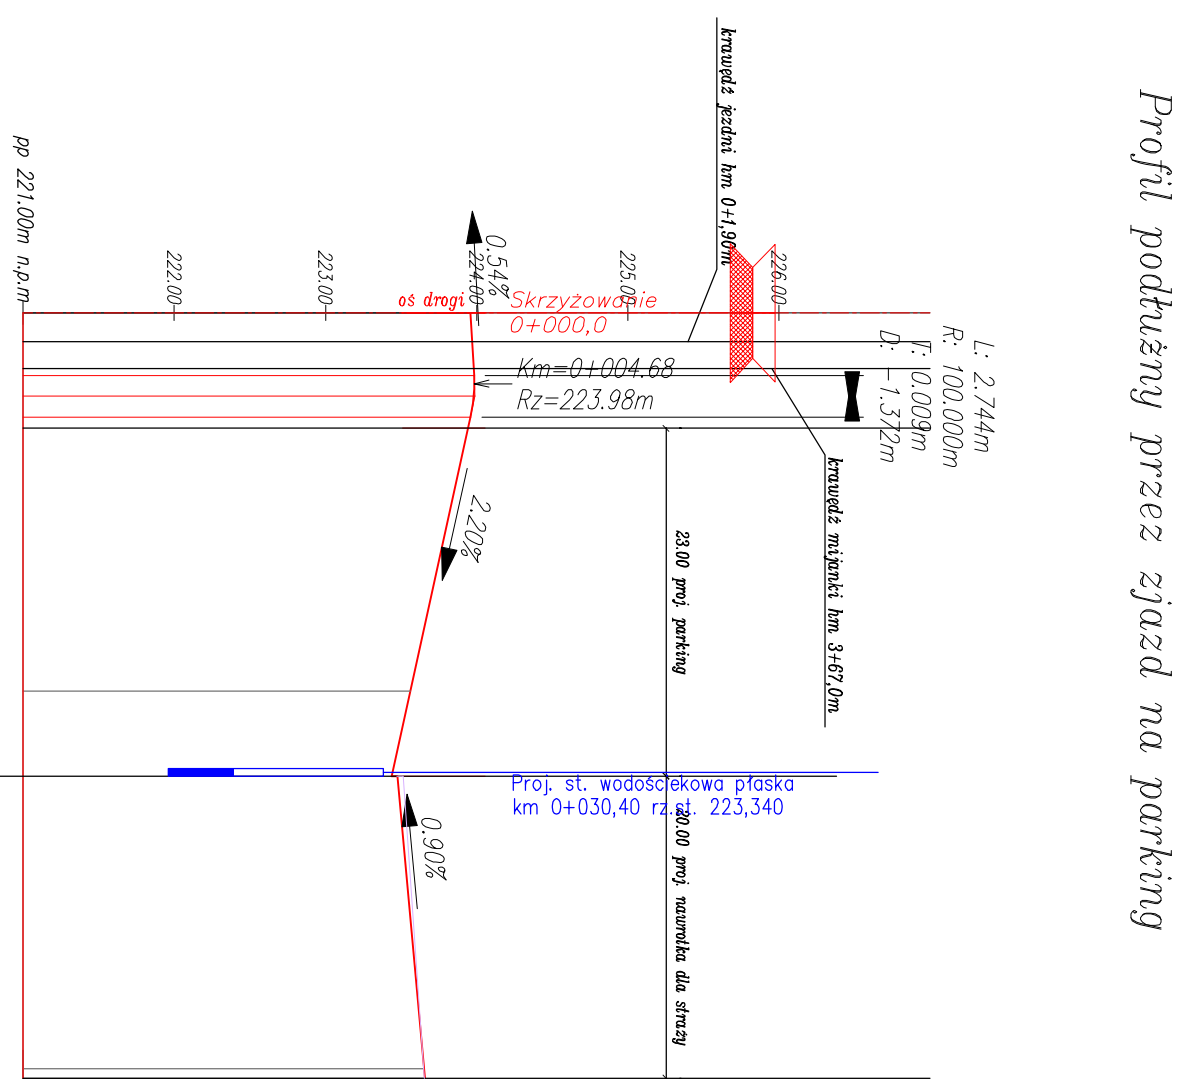 Profil podłużny przez zjazd na parking
L: 2.744m
R: 100.000m
T: 0.009m
D: -1.372m
krawędź jezdni hm 0+1,90m
krawędź mijanki hm 3+67,0m
226.00
225.00
224.00
223.00
222.00
pp 221.00m n.p.m
0.54%
oś drogi
Skrzyżowanie
0+000,0
Km=0+004.68
Rz=223.98m
2.20%
23.00 proj. parking
Proj. st. wodościekowa płaska
km 0+030,40 rz.st. 223,340
20.00 proj. nawrotka dla straży
0.90%